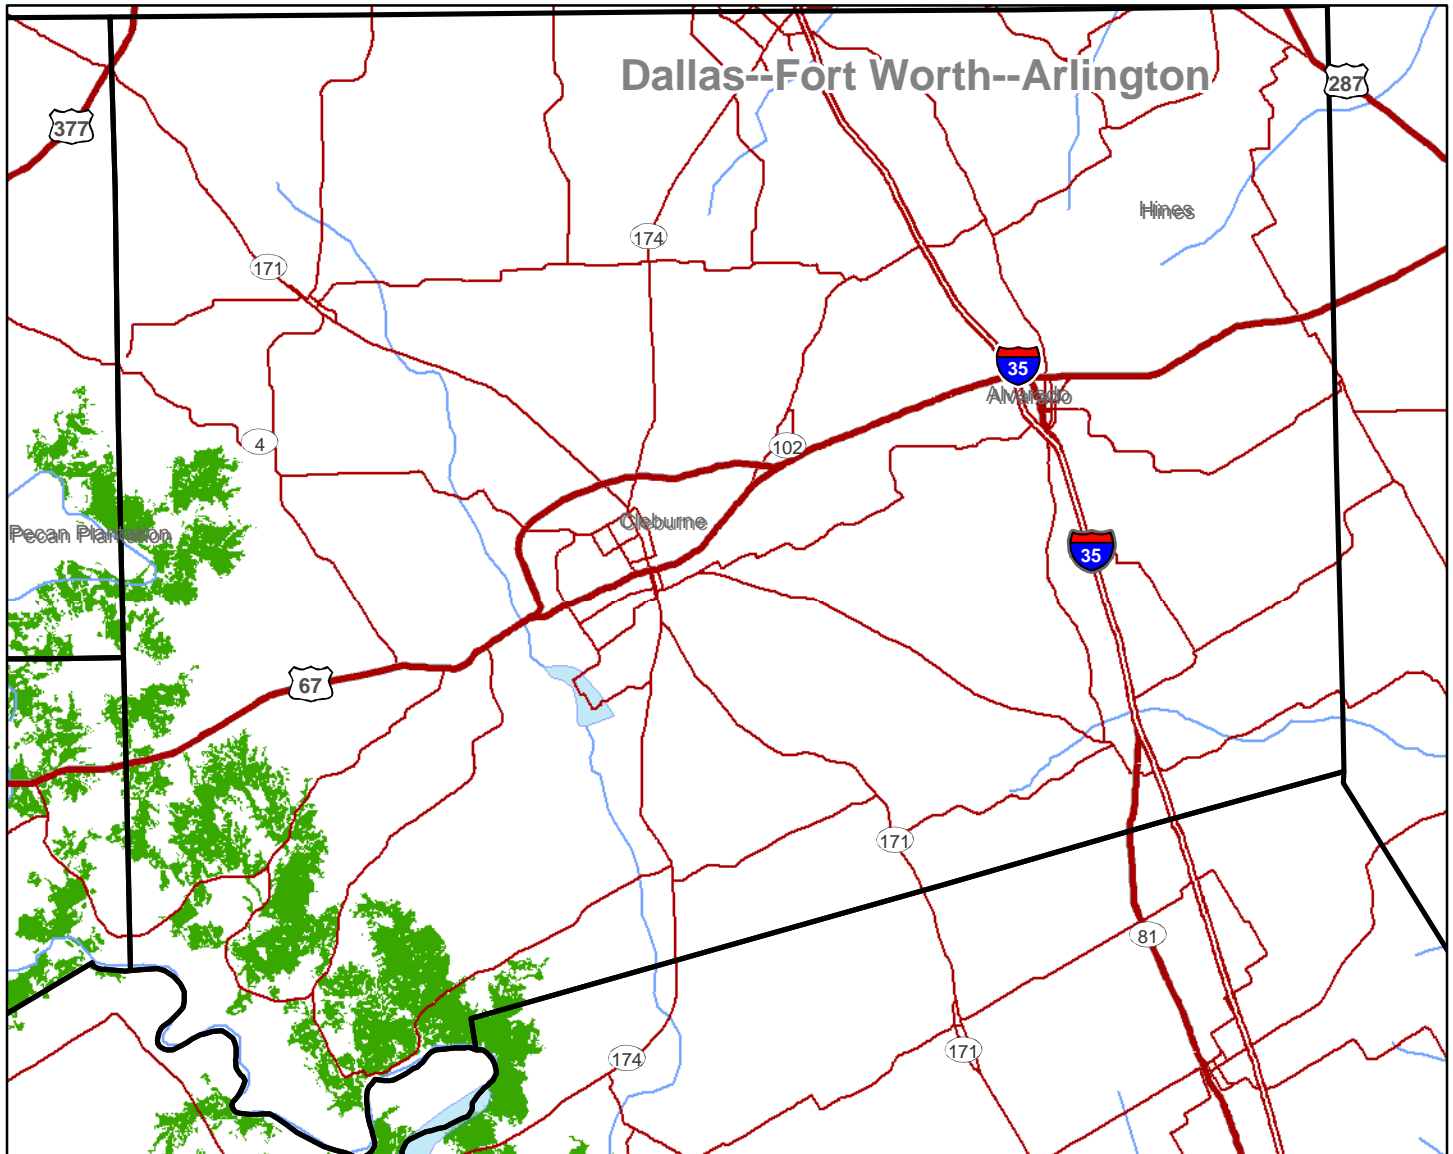 Dallas--Fort Worth--Arlington
287
377
Hines
174
171
35
Alvarado
4
102
Cleburne
Pecan Plantation
35
67
171
81
171
174